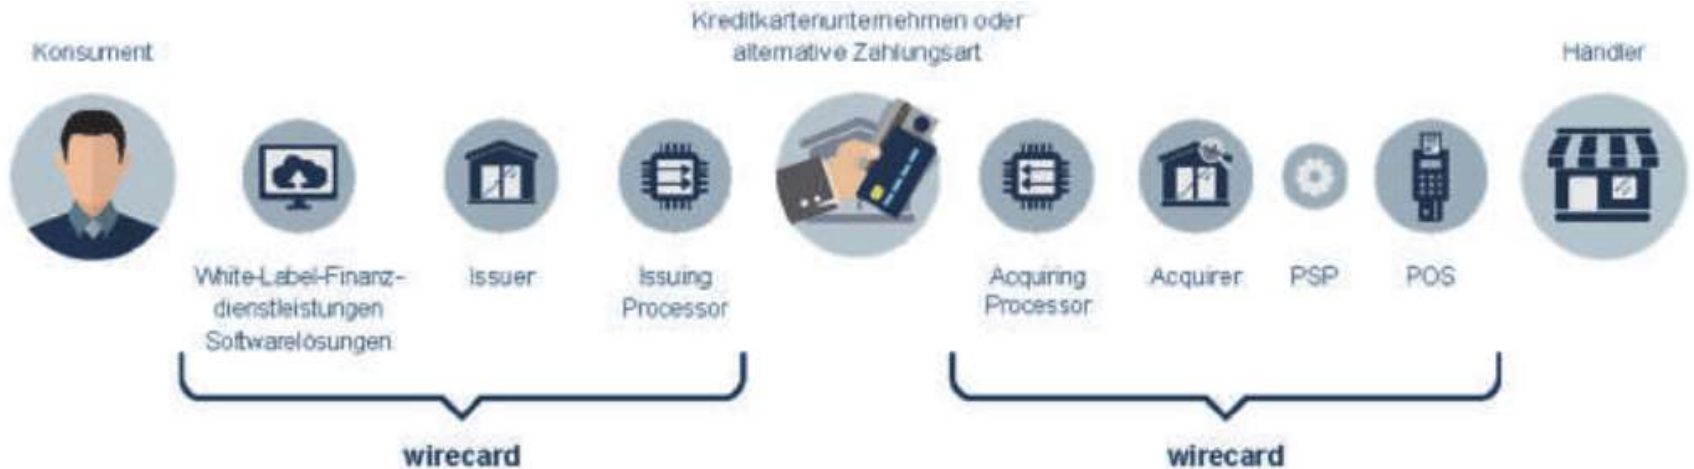 Konsument
Kreditkartenunternehmen oder
alternative Zahlungsart
Händler
White-Label-Finanz-
dienstleistungen
Softwarelösungen
Issuer
Issuing
Processor
Acquiring
Processor
Acquirer
PSP
POS
wirecard
wirecard